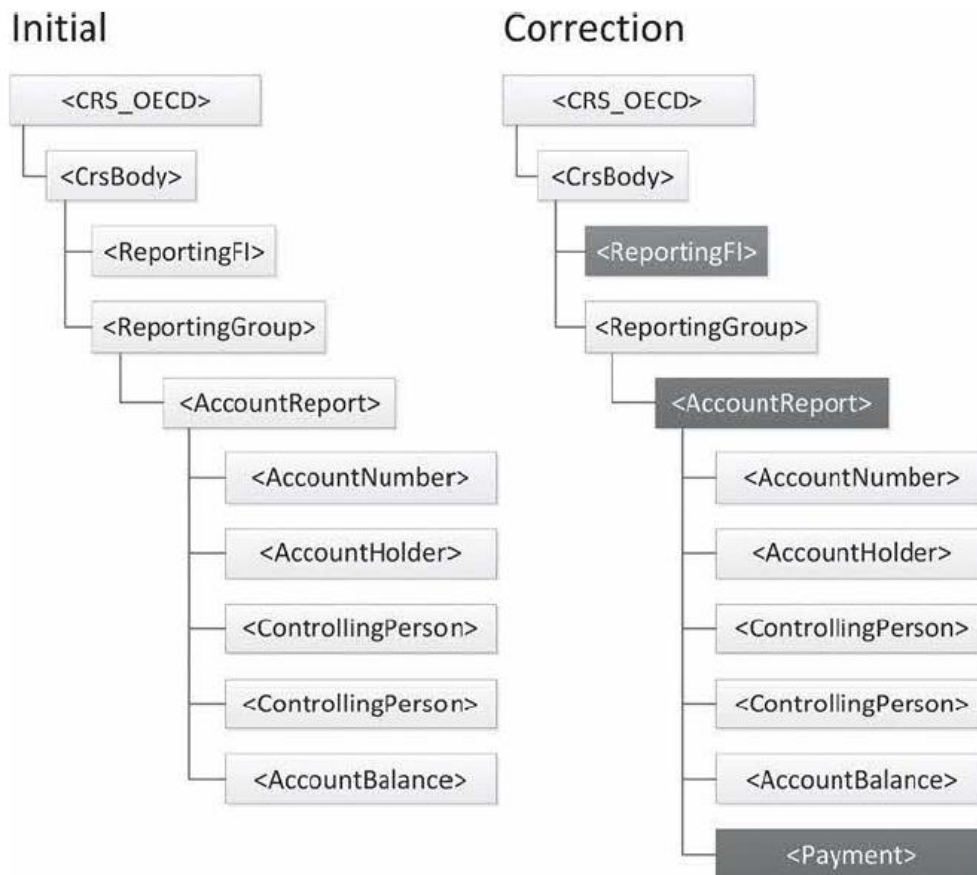 Initial
<CRS_OECD>
<CrsBody>
<ReportingFI>
<ReportingGroup>
<AccountReport>
<AccountNumber>
<AccountHolder>
<ControllingPerson>
<ControllingPerson>
<AccountBalance>
Correction
<CRS_OECD>
<CrsBody>
<ReportingFI>
<ReportingGroup>
<AccountReport>
<AccountNumber>
<AccountHolder>
<ControllingPerson>
<ControllingPerson>
<AccountBalance>
<Payment>